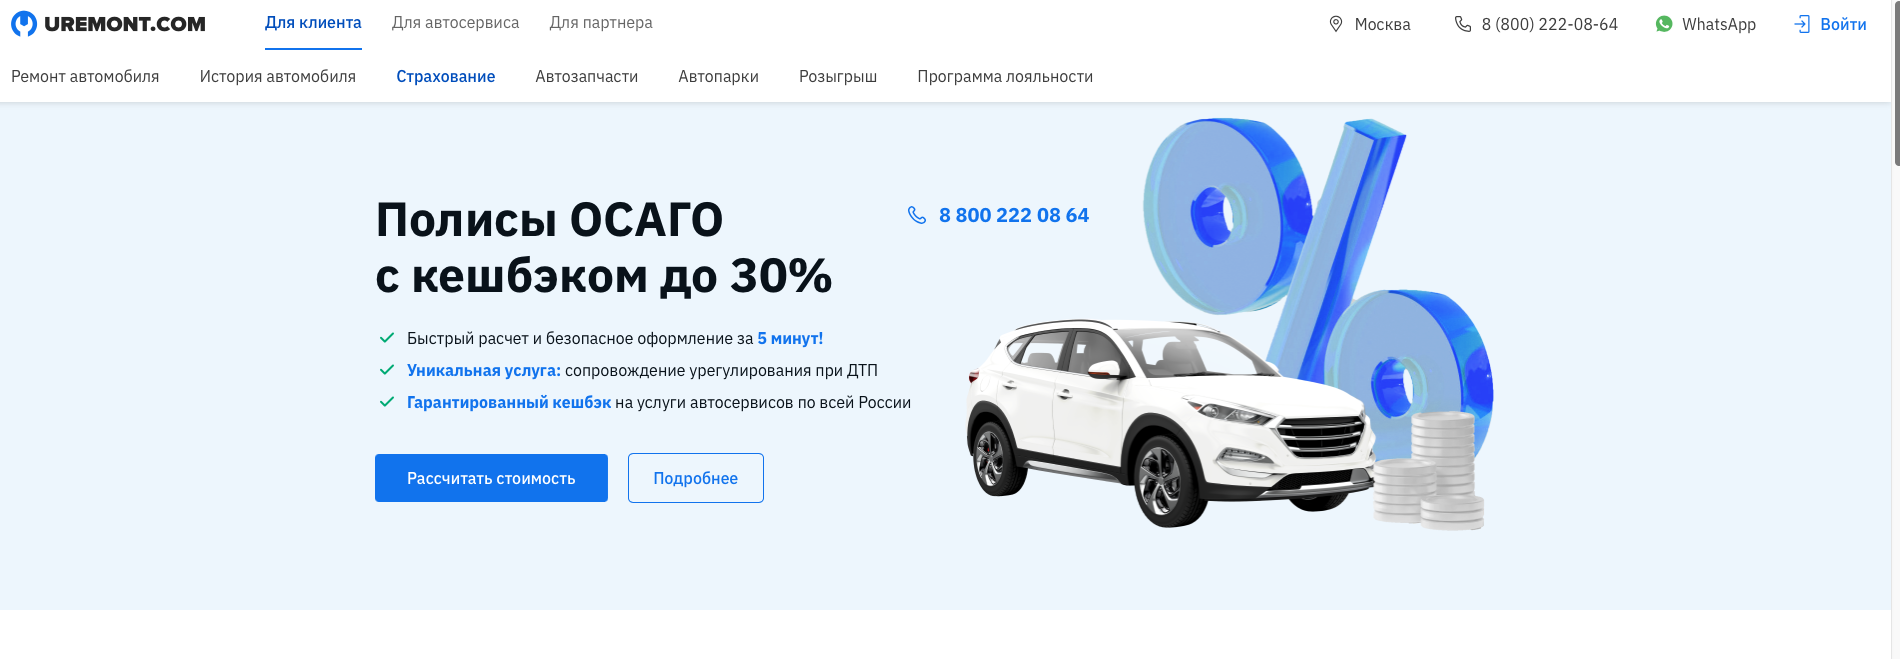 UREMONT.COM
Для клиента
Для автосервиса
Для партнера
Москва
8 (800) 222-08-64
WhatsApp
Войти
Ремонт автомобиля
История автомобиля
Страхование
Автозапчасти
Автопарки
Розыгрыш
Программа лояльности
Полисы ОСАГО
с кешбэком до 30%
8 800 222 08 64
Быстрый расчет и безопасное оформление за 5 минут!
Уникальная услуга: сопровождение урегулирования при ДТП
Гарантированный кешбэк на услуги автосервисов по всей России
Рассчитать стоимость
Подробнее
%